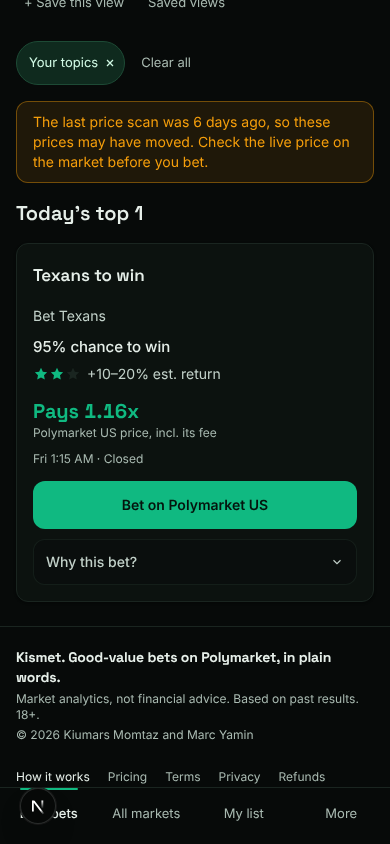 + Save this view Saved views
Your topics ×
Clear all
The last price scan was 6 days ago, so these
prices may have moved. Check the live price on
the market before you bet.
Today's top 1
Texans to win
Bet Texans
95% chance to win
+10–20% est. return
Pays 1.16x
Polymarket US price, incl. its fee
Fri 1:15 AM · Closed
Bet on Polymarket US
Why this bet?
Kismet. Good-value bets on Polymarket, in plain
words.
Market analytics, not financial advice. Based on past results.
18+.
© 2026 Kiumars Momtaz and Marc Yamin
How it works Pricing Terms Privacy Refunds
N bets All markets My list More